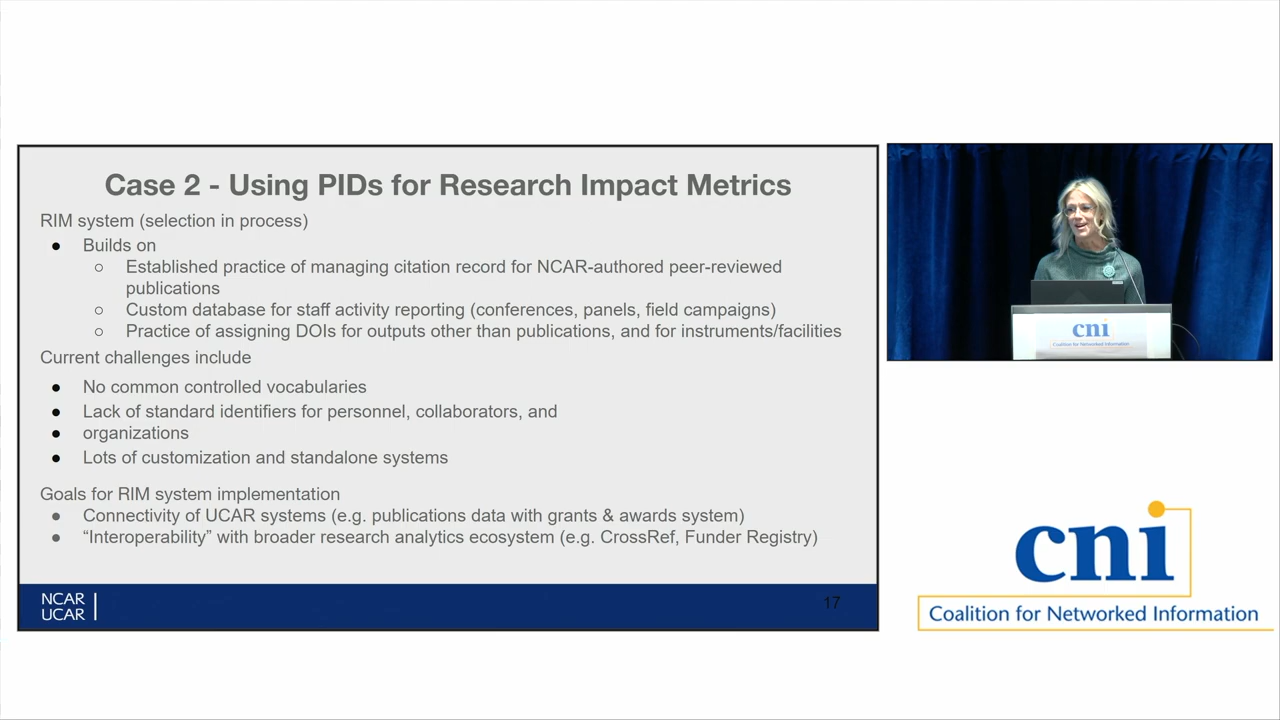 Case 2 - Using PIDs for Research Impact Metrics
RIM system (selection in process)
● Builds on
○ Established practice of managing citation record for NCAR-authored peer-reviewed
publications
○ Custom database for staff activity reporting (conferences, panels, field campaigns)
○ Practice of assigning DOIs for outputs other than publications, and for instruments/facilities
Current challenges include
● No common controlled vocabularies
● Lack of standard identifiers for personnel, collaborators, and
● organizations
● Lots of customization and standalone systems
Goals for RIM system implementation
● Connectivity of UCAR systems (e.g. publications data with grants & awards system)
● “Interoperability” with broader research analytics ecosystem (e.g. CrossRef, Funder Registry)
NCAR
UCAR
17
cni
Coalition for Networked Information
cni
Coalition for Networked Information